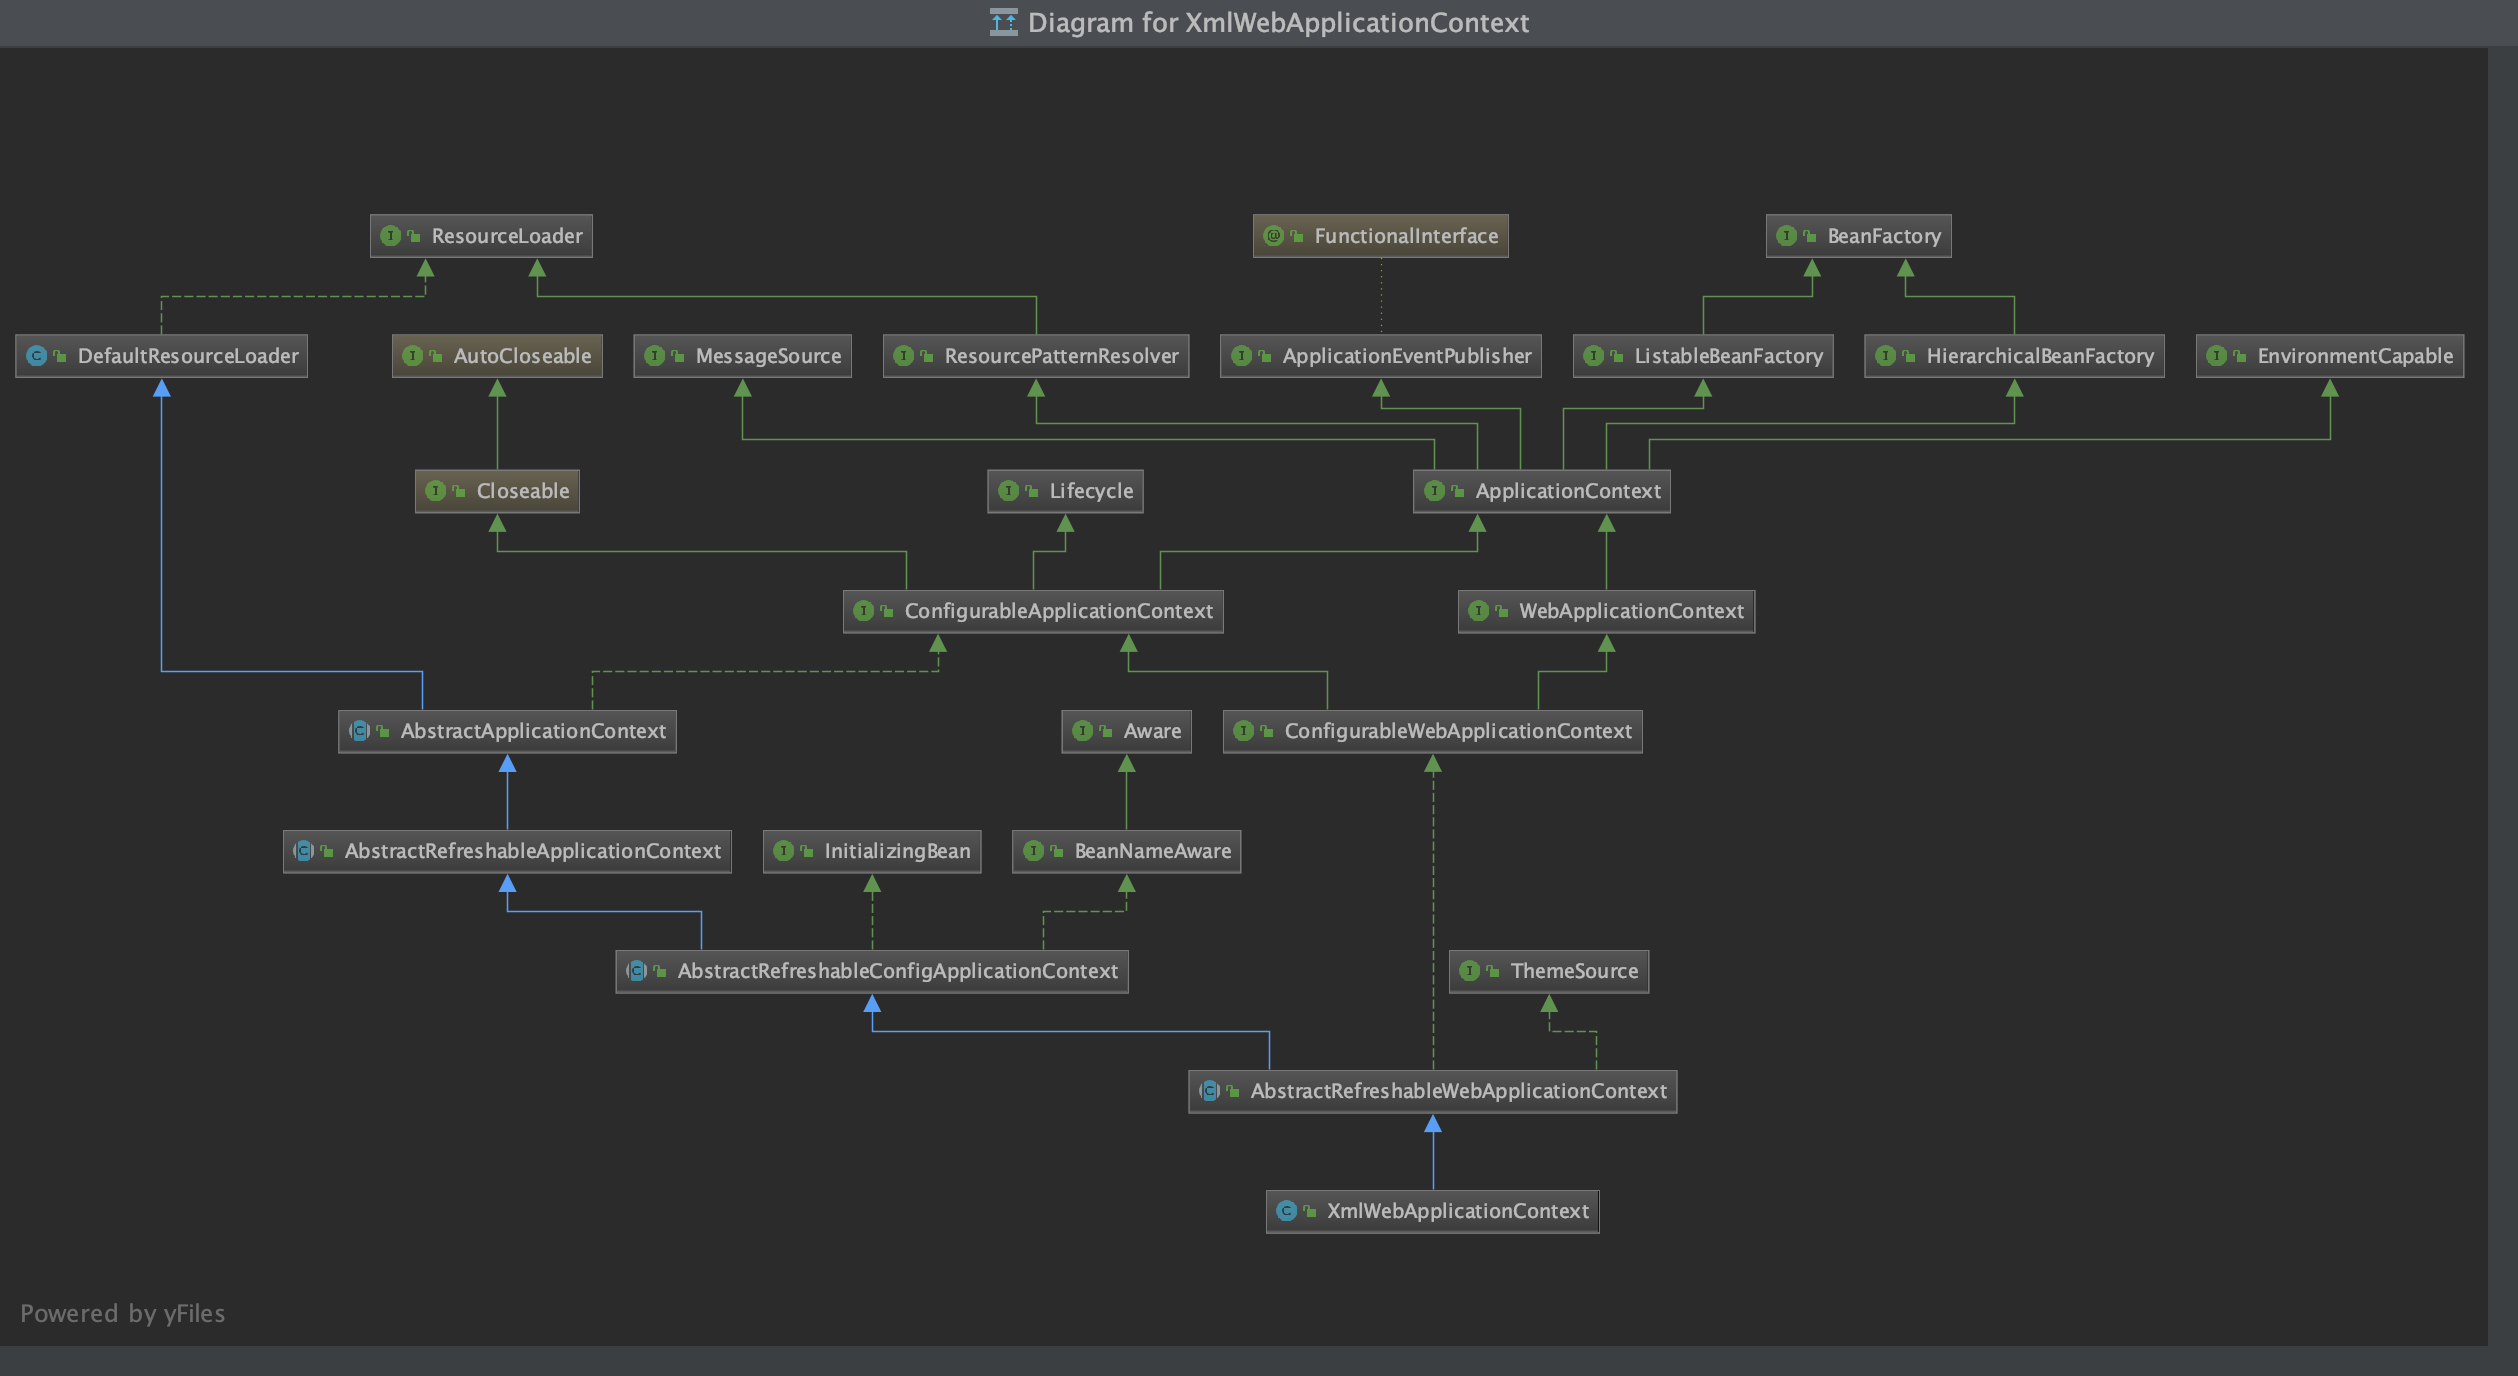 Diagram for XmlWebApplicationContext
ResourceLoader
FunctionalInterface
BeanFactory
DefaultResourceLoader
AutoCloseable
MessageSource
ResourcePatternResolver
ApplicationEventPublisher
ListableBeanFactory
HierarchicalBeanFactory
EnvironmentCapable
Closeable
Lifecycle
ApplicationContext
ConfigurableApplicationContext
WebApplicationContext
AbstractApplicationContext
Aware
ConfigurableWebApplicationContext
AbstractRefreshableApplicationContext
InitializingBean
BeanNameAware
AbstractRefreshableConfigApplicationContext
ThemeSource
AbstractRefreshableWebApplicationContext
XmlWebApplicationContext
Powered by yFiles